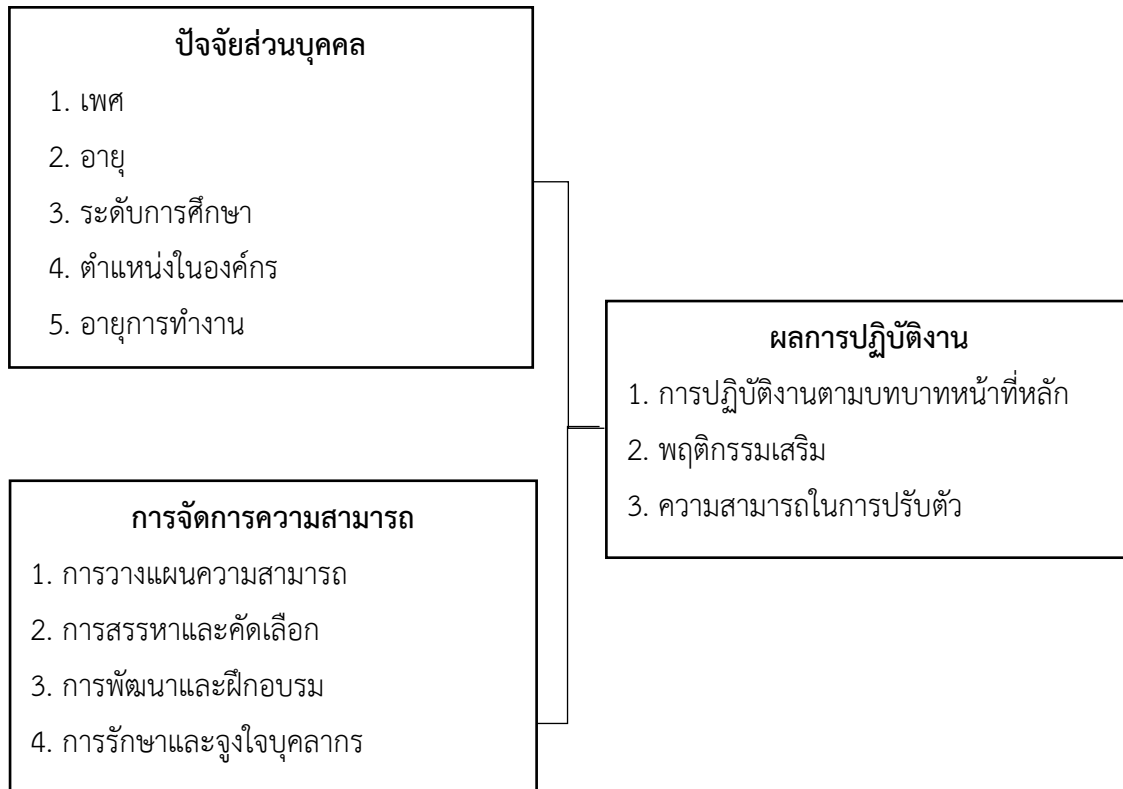 ปัจจัยส่วนบุคคล
1. เพศ
2. อายุ
3. ระดับการศึกษา
4. ตำแหน่งในองค์กร
5. อายุการทำงาน
การจัดการความสามารถ
1. การวางแผนความสามารถ
2. การสรรหาและคัดเลือก
3. การพัฒนาและฝึกอบรม
4. การรักษาและจูงใจบุคลากร
ผลการปฏิบัติงาน
1. การปฏิบัติงานตามบทบาทหน้าที่หลัก
2. พฤติกรรมเสริม
3. ความสามารถในการปรับตัว